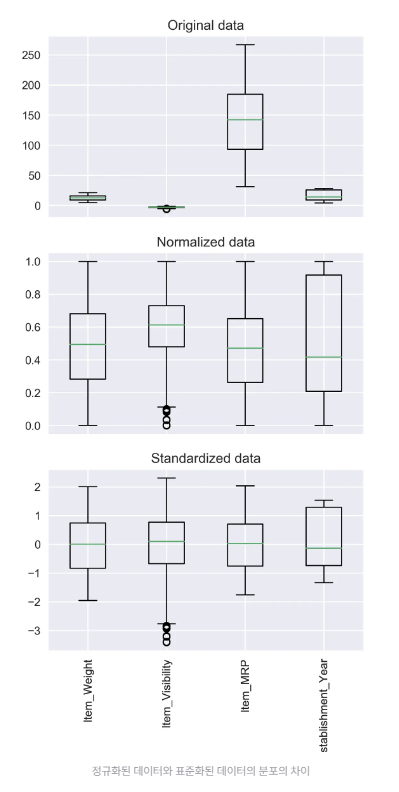 Original data
250
200
150
100
50
0
Normalized data
1.0
0.8
0.6
0.4
0.2
0.0
Standardized data
2
1
0
−1
−2
−3
Item_Weight
Item_Visibility
Item_MRP
stablishment_Year
정규화된 데이터와 표준화된 데이터의 분포의 차이